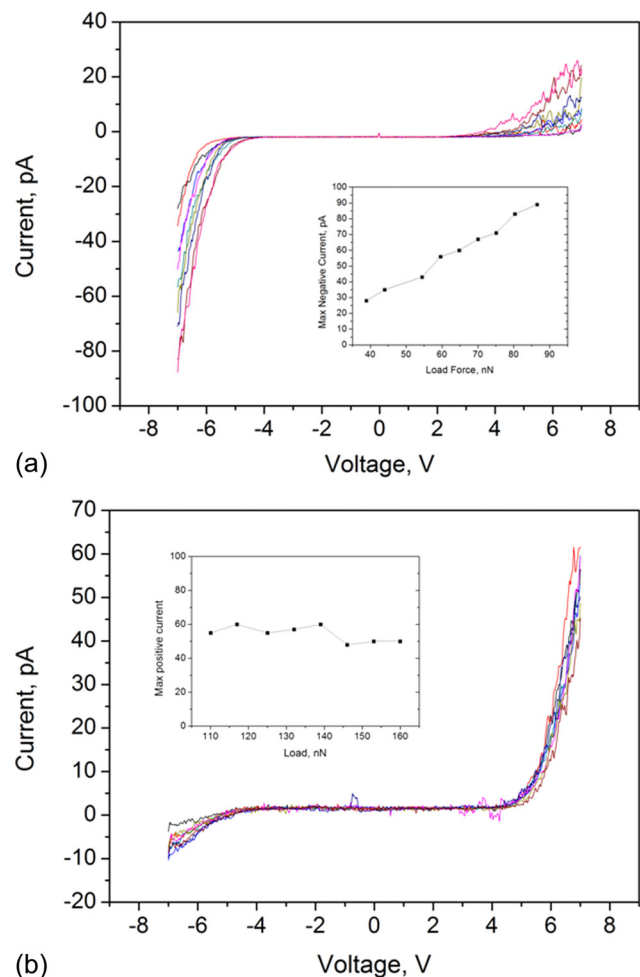 40
20
0
-20
-40
-60
-80
-100
Current, pA
-8 -6 -4 -2 0 2 4 6 8
Voltage, V
100
90
80
70
60
50
40
30
20
10
0
Max Negative Current, pA
40 50 60 70 80 90
Load Force, nN
(a)
70
60
50
40
30
20
10
0
-10
-20
Current, pA
-8 -6 -4 -2 0 2 4 6 8
Voltage, V
100
80
60
40
20
0
Max positive current
110 120 130 140 150 160
Load, nN
(b)